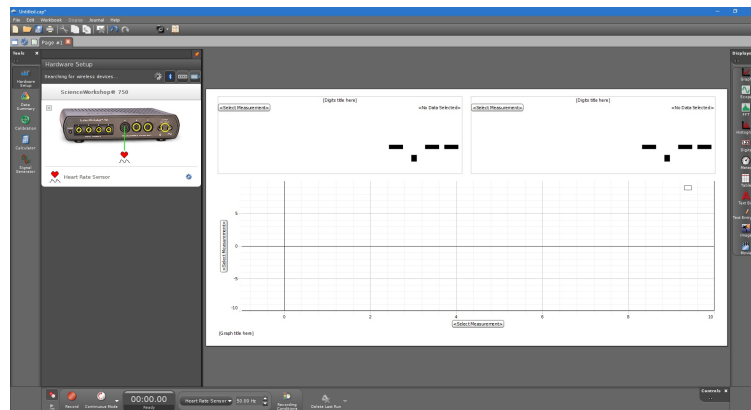 Untitled.cap*
File Edit Workbook Display Journal Help
Page #1
Tools
Hardware Setup
Data Summary
Calibration
Calculator
Signal Generator
Hardware Setup
Searching for wireless devices...
ScienceWorkshop® 750
Heart Rate Sensor
[Digits title here]
<Select Measurement>
<No Data Selected>
-.--
[Digits title here]
<Select Measurement>
<No Data Selected>
-.--
<Select Measurement>
5
0
-5
-10
0 2 4 6 8 10
<Select Measurement>
[Graph title here]
Displays
FPT
Controls
Record
Continuous Mode
00:00.00
Ready
Heart Rate Sensor
50.00 Hz
Recording Conditions
Delete Last Run